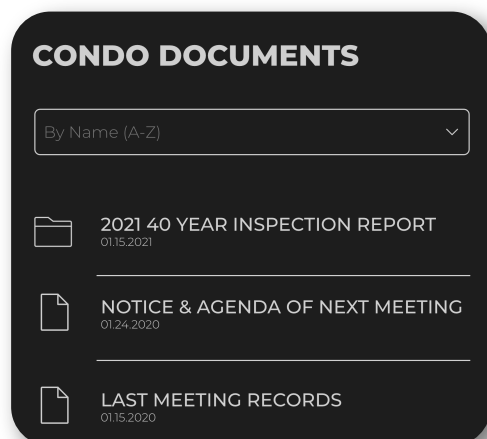 CONDO DOCUMENTS
By Name (A-Z)
2021 40 YEAR INSPECTION REPORT
01.15.2021
NOTICE & AGENDA OF NEXT MEETING
01.24.2020
LAST MEETING RECORDS
01.15.2020